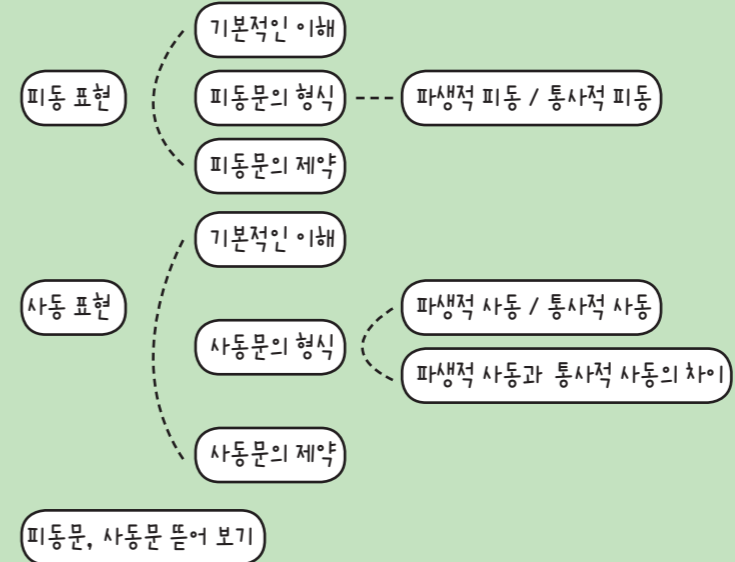 기본적인 이해
피동 표현
피동문의 형식
파생적 피동 / 통사적 피동
피동문의 제약
기본적인 이해
사동 표현
파생적 사동 / 통사적 사동
사동문의 형식
파생적 사동과 통사적 사동의 차이
사동문의 제약
피동문, 사동문 뜯어 보기